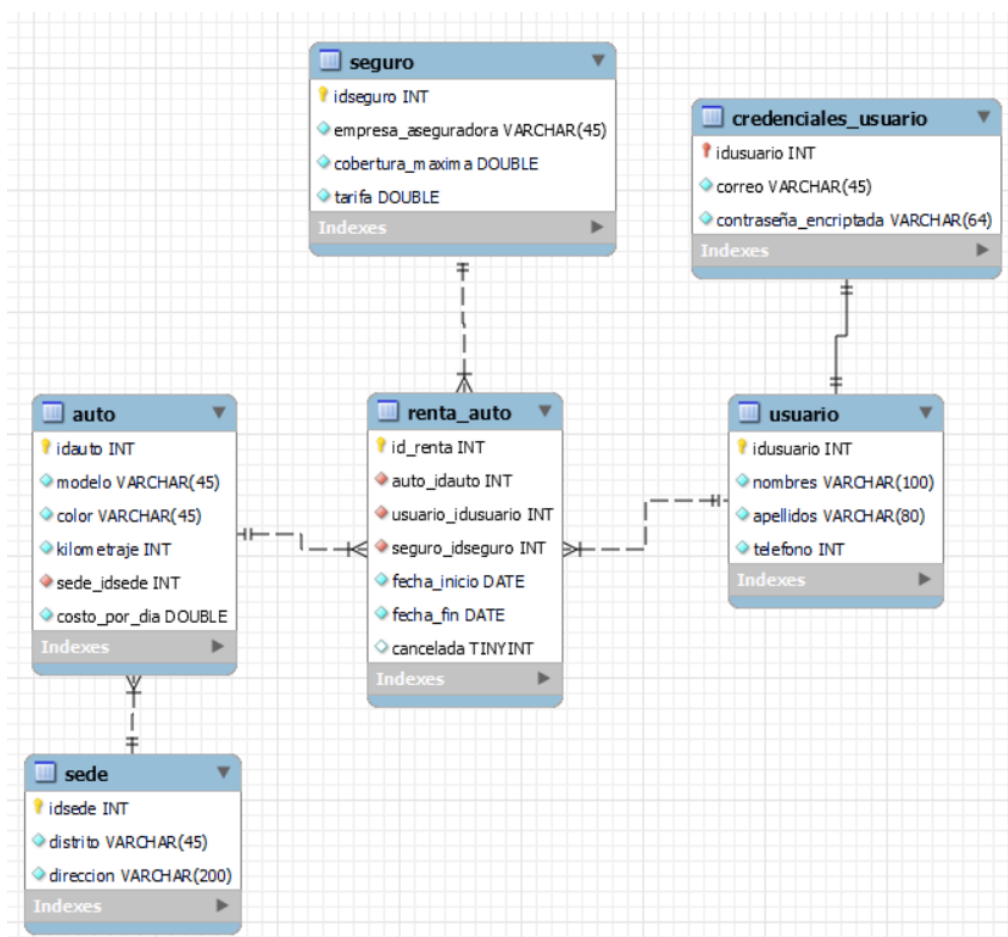 seguro
idseguro INT
empresa_aseguradora VARCHAR(45)
cobertura_maxima DOUBLE
tarifa DOUBLE
Indexes
credenciales_usuario
idusuario INT
correo VARCHAR(45)
contraseña_encriptada VARCHAR(64)
Indexes
auto
idauto INT
modelo VARCHAR(45)
color VARCHAR(45)
kilometraje INT
sede_idsede INT
costo_por_dia DOUBLE
Indexes
renta_auto
id_renta INT
auto_idauto INT
usuario_idusuario INT
seguro_idseguro INT
fecha_inicio DATE
fecha_fin DATE
cancelada TINYINT
Indexes
usuario
idusuario INT
nombres VARCHAR(100)
apellidos VARCHAR(80)
telefono INT
Indexes
sede
idsede INT
distrito VARCHAR(45)
direccion VARCHAR(200)
Indexes